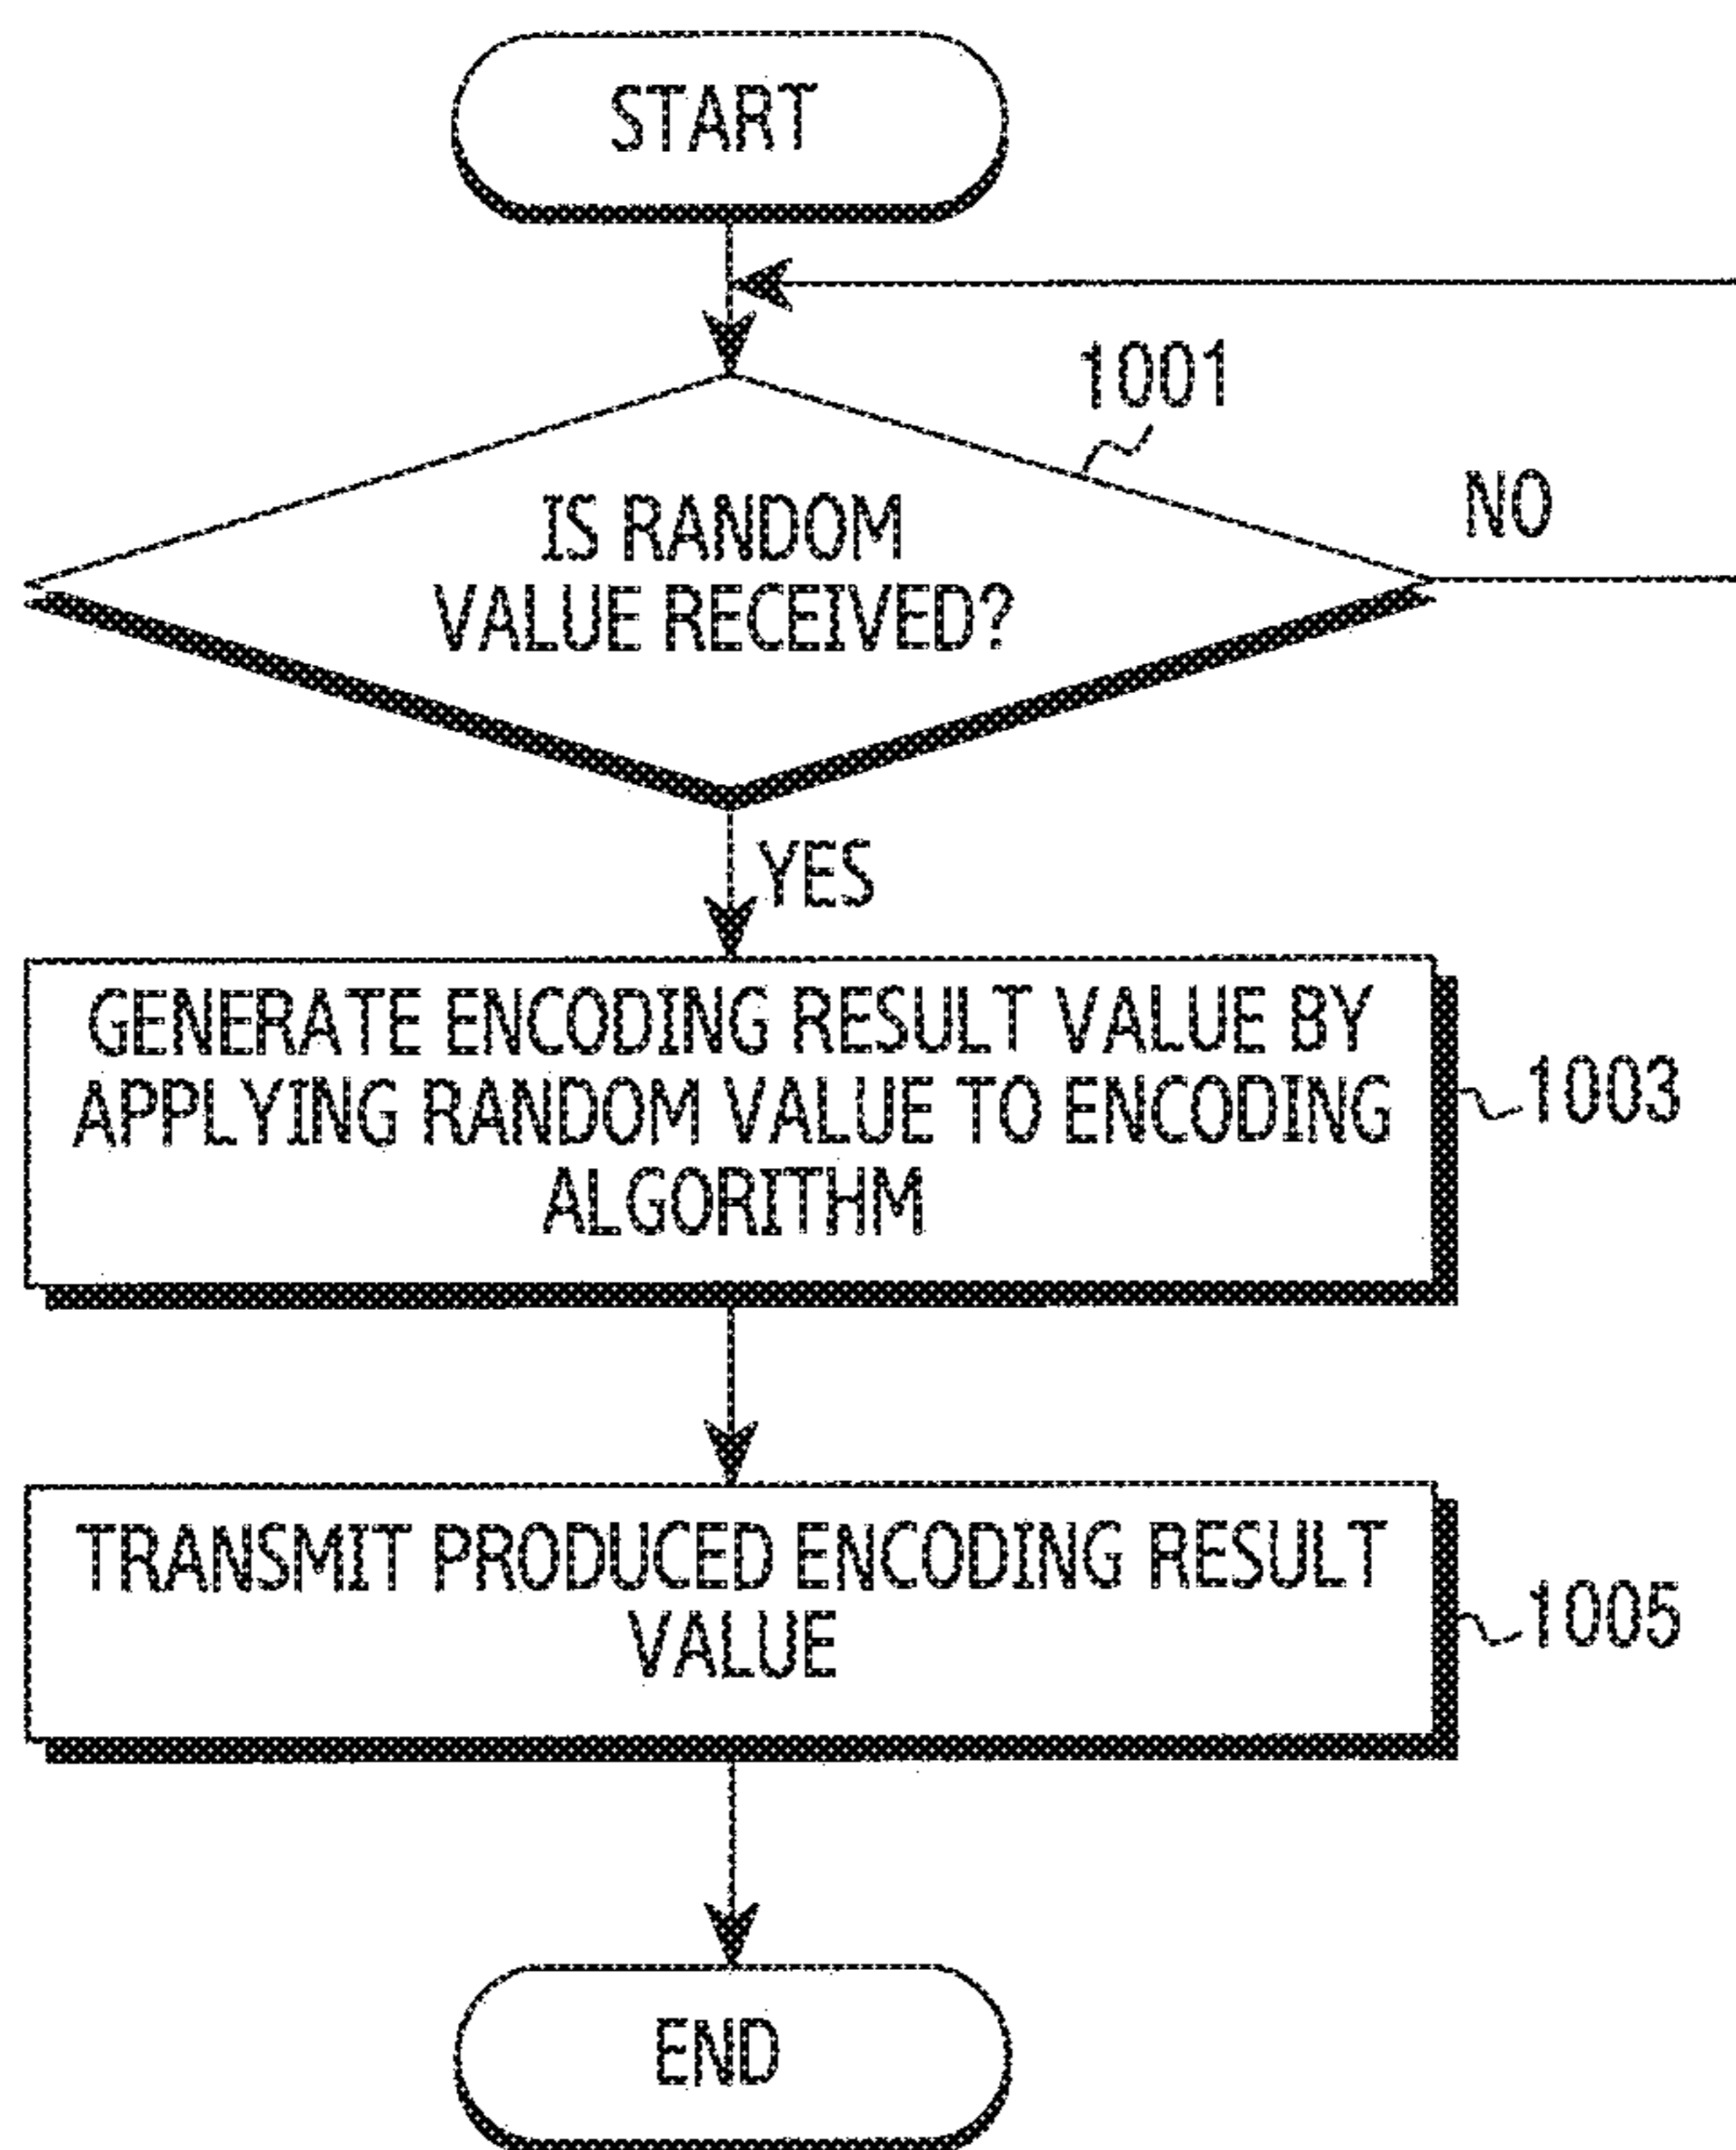 START
1001
IS RANDOM
VALUE RECEIVED?
NO
YES
GENERATE ENCODING RESULT VALUE BY
APPLYING RANDOM VALUE TO ENCODING
ALGORITHM
1003
TRANSMIT PRODUCED ENCODING RESULT
VALUE
1005
END